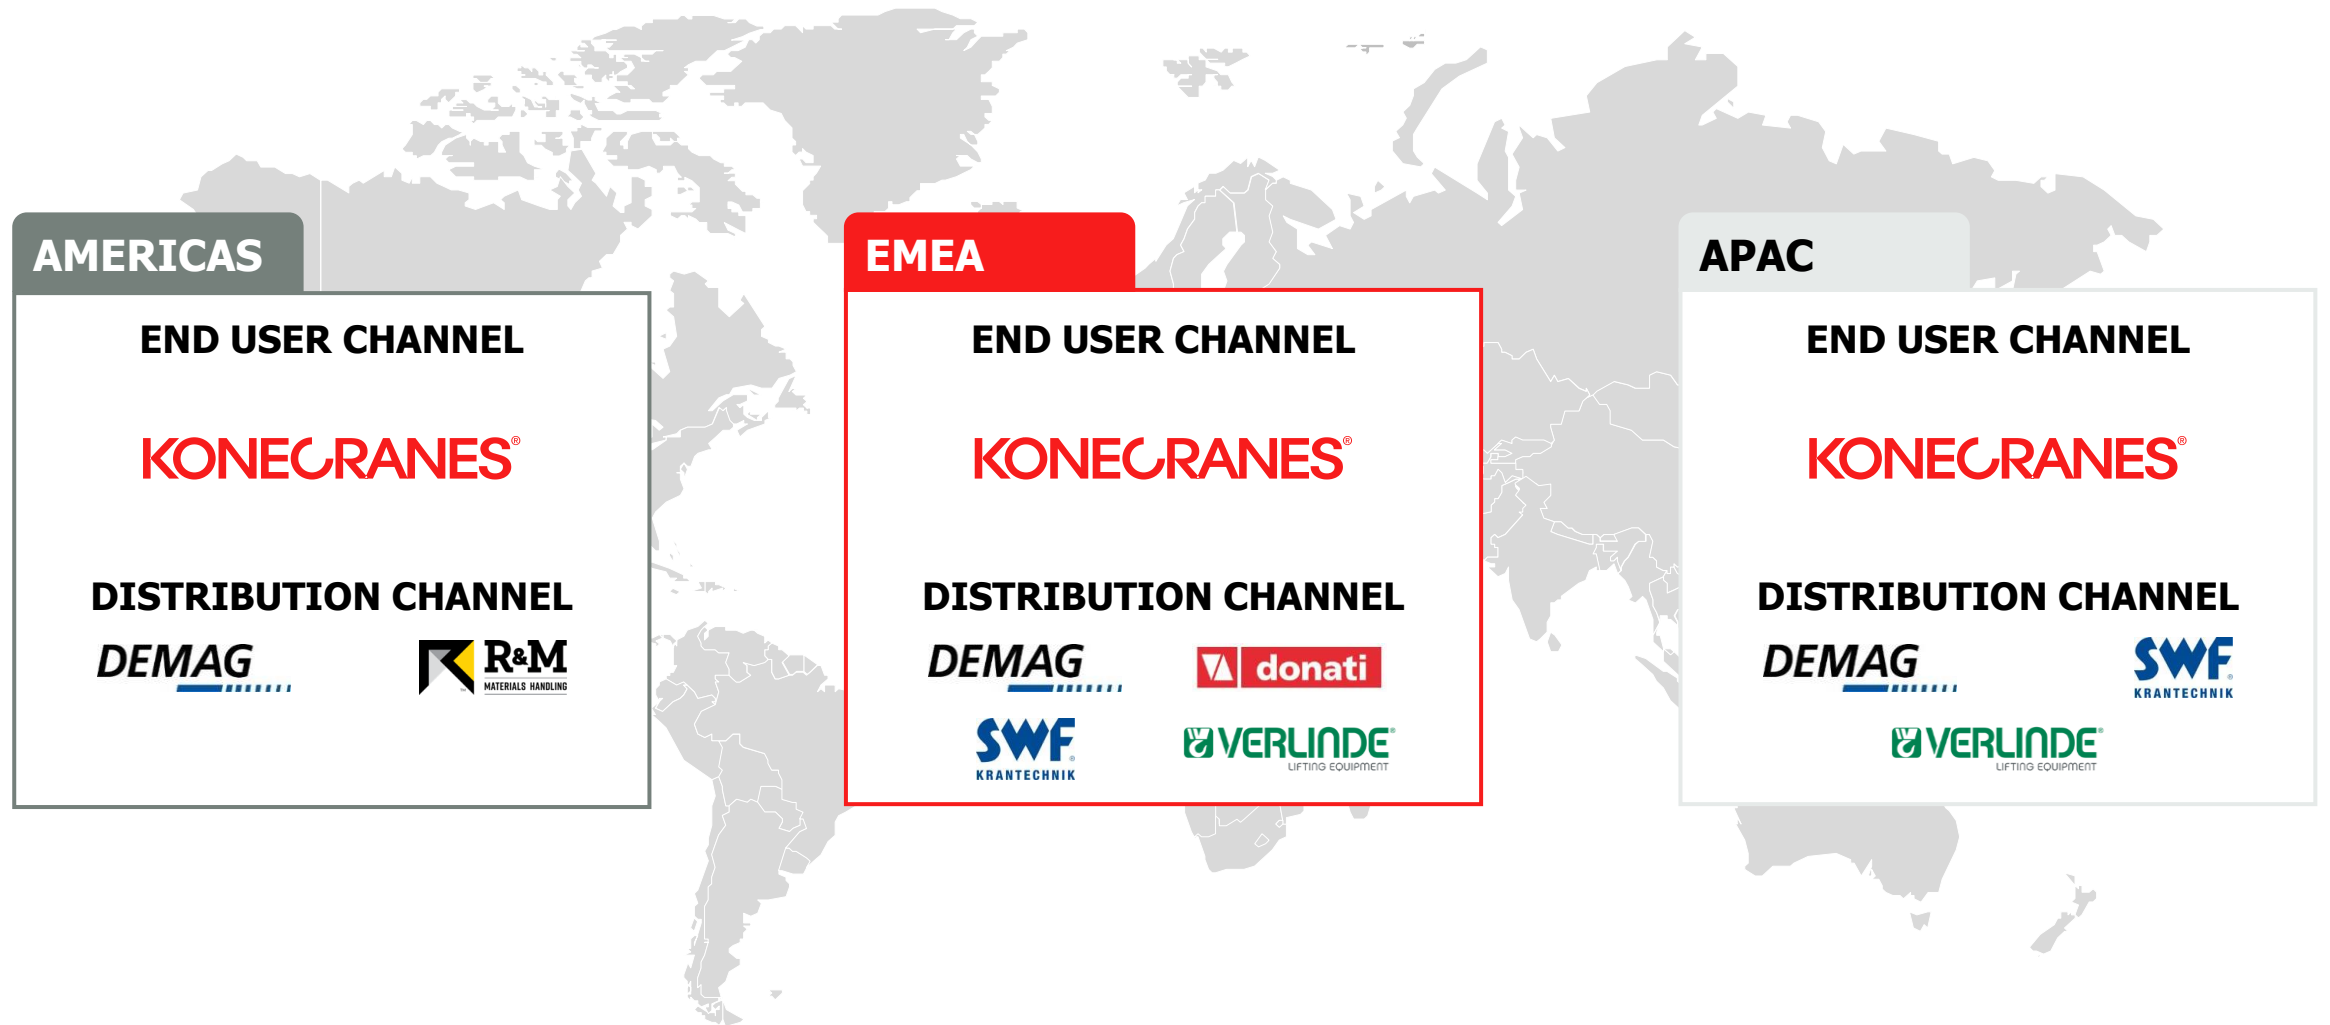 AMERICAS
END USER CHANNEL
KONECRANES®
DISTRIBUTION CHANNEL
DEMAG
R&M
MATERIALS HANDLING
EMEA
END USER CHANNEL
KONECRANES®
DISTRIBUTION CHANNEL
DEMAG
donati
SWF®
KRANTECHNIK
VERLINDE®
LIFTING EQUIPMENT
APAC
END USER CHANNEL
KONECRANES®
DISTRIBUTION CHANNEL
DEMAG
SWF®
KRANTECHNIK
VERLINDE®
LIFTING EQUIPMENT